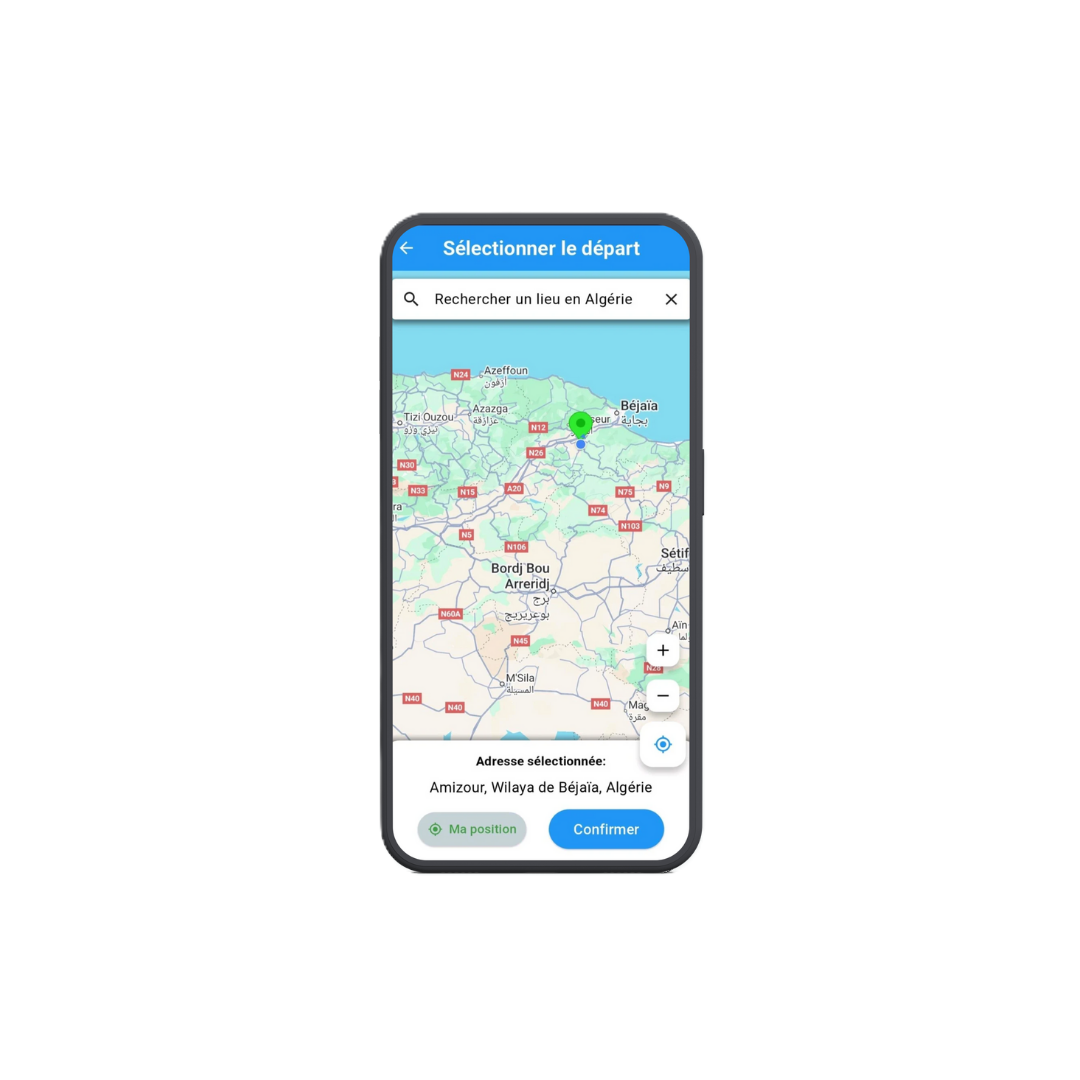 Sélectionner le départ
Rechercher un lieu en Algérie
N24
Azeffoun
أزفون
Azazga
عزازقة
Tizi Ouzou
تيزي وزو
Béjaïa
بجاية
seur
N12
N26
N30
N33
N15
A20
N75
N9
N74
N103
ra
N5
N106
Sétif
سطيف
Bordj Bou
Arreridj
برج
بوعريريج
N60A
Aïn
N45
N28
M'Sila
المسيلة
N40
N40
N40
Mag
مقرة
Adresse sélectionnée:
Amizour, Wilaya de Béjaïa, Algérie
Ma position
Confirmer